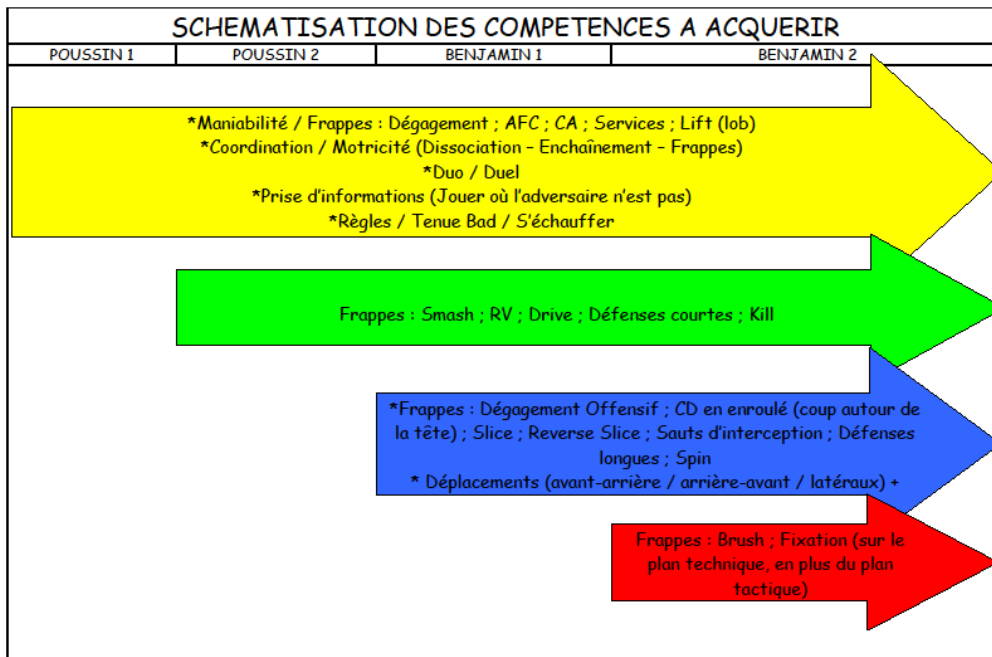 SCHEMATISATION DES COMPETENCES A ACQUERIR
POUSSIN 1
POUSSIN 2
BENJAMIN 1
BENJAMIN 2
*Maniabilité / Frappes : Dégagement ; AFC ; CA ; Services ; Lift (lob)
*Coordination / Motricité (Dissociation – Enchaînement – Frappes)
*Duo / Duel
*Prise d'informations (Jouer où l'adversaire n'est pas)
*Règles / Tenue Bad / S'échauffer
Frappes : Smash ; RV ; Drive ; Défenses courtes ; Kill
*Frappes : Dégagement Offensif ; CD en enroulé (coup autour de
la tête) ; Slice ; Reverse Slice ; Sauts d'interception ; Défenses
longues ; Spin
* Déplacements (avant-arrière / arrière-avant / latéraux) +
Frappes : Brush ; Fixation (sur le
plan technique, en plus du plan
tactique)